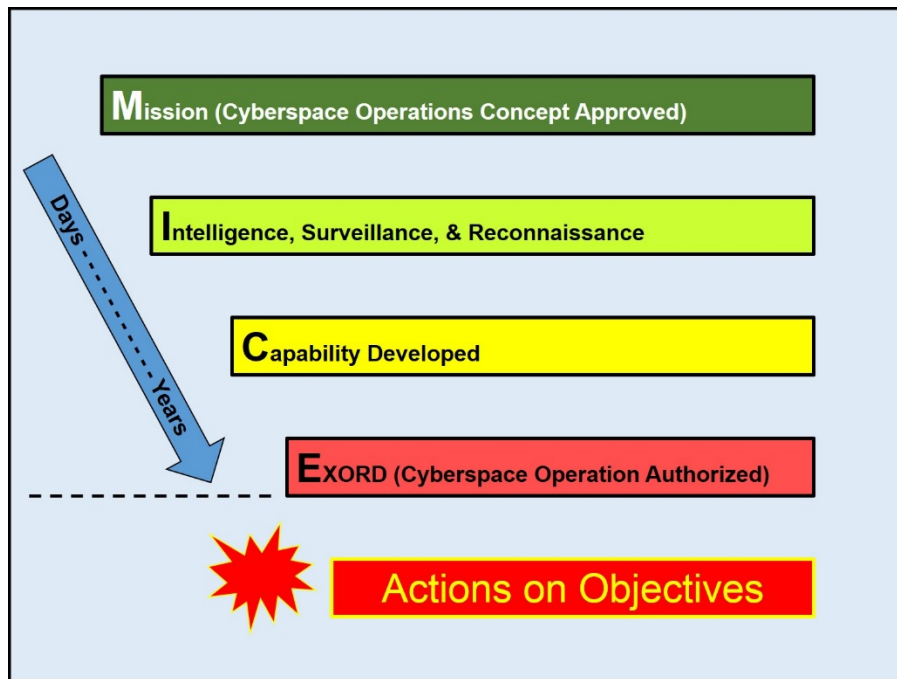 Mission (Cyberspace Operations Concept Approved)
Days - - - - - - - - Years
Intelligence, Surveillance, & Reconnaissance
Capability Developed
EXORD (Cyberspace Operation Authorized)
Actions on Objectives